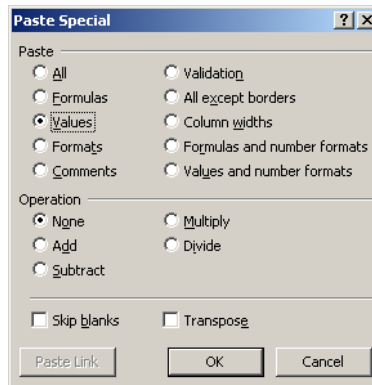 Paste Special
Paste
All
Validation
Formulas
All except borders
Values
Column widths
Formats
Formulas and number formats
Comments
Values and number formats
Operation
None
Multiply
Add
Divide
Subtract
Skip blanks
Transpose
Paste Link
OK
Cancel